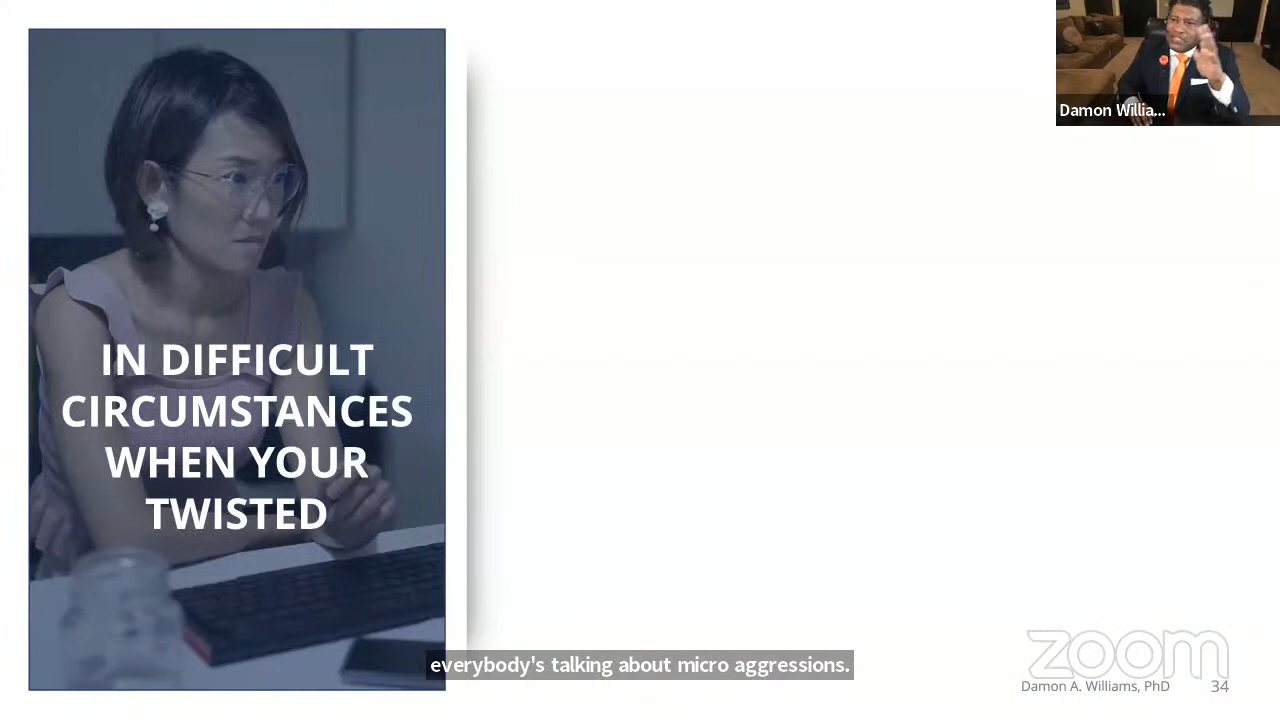 Damon Willia...
IN DIFFICULT
CIRCUMSTANCES
WHEN YOUR
TWISTED
everybody's talking about micro aggressions.
zoom
Damon A. Williams, PhD 34